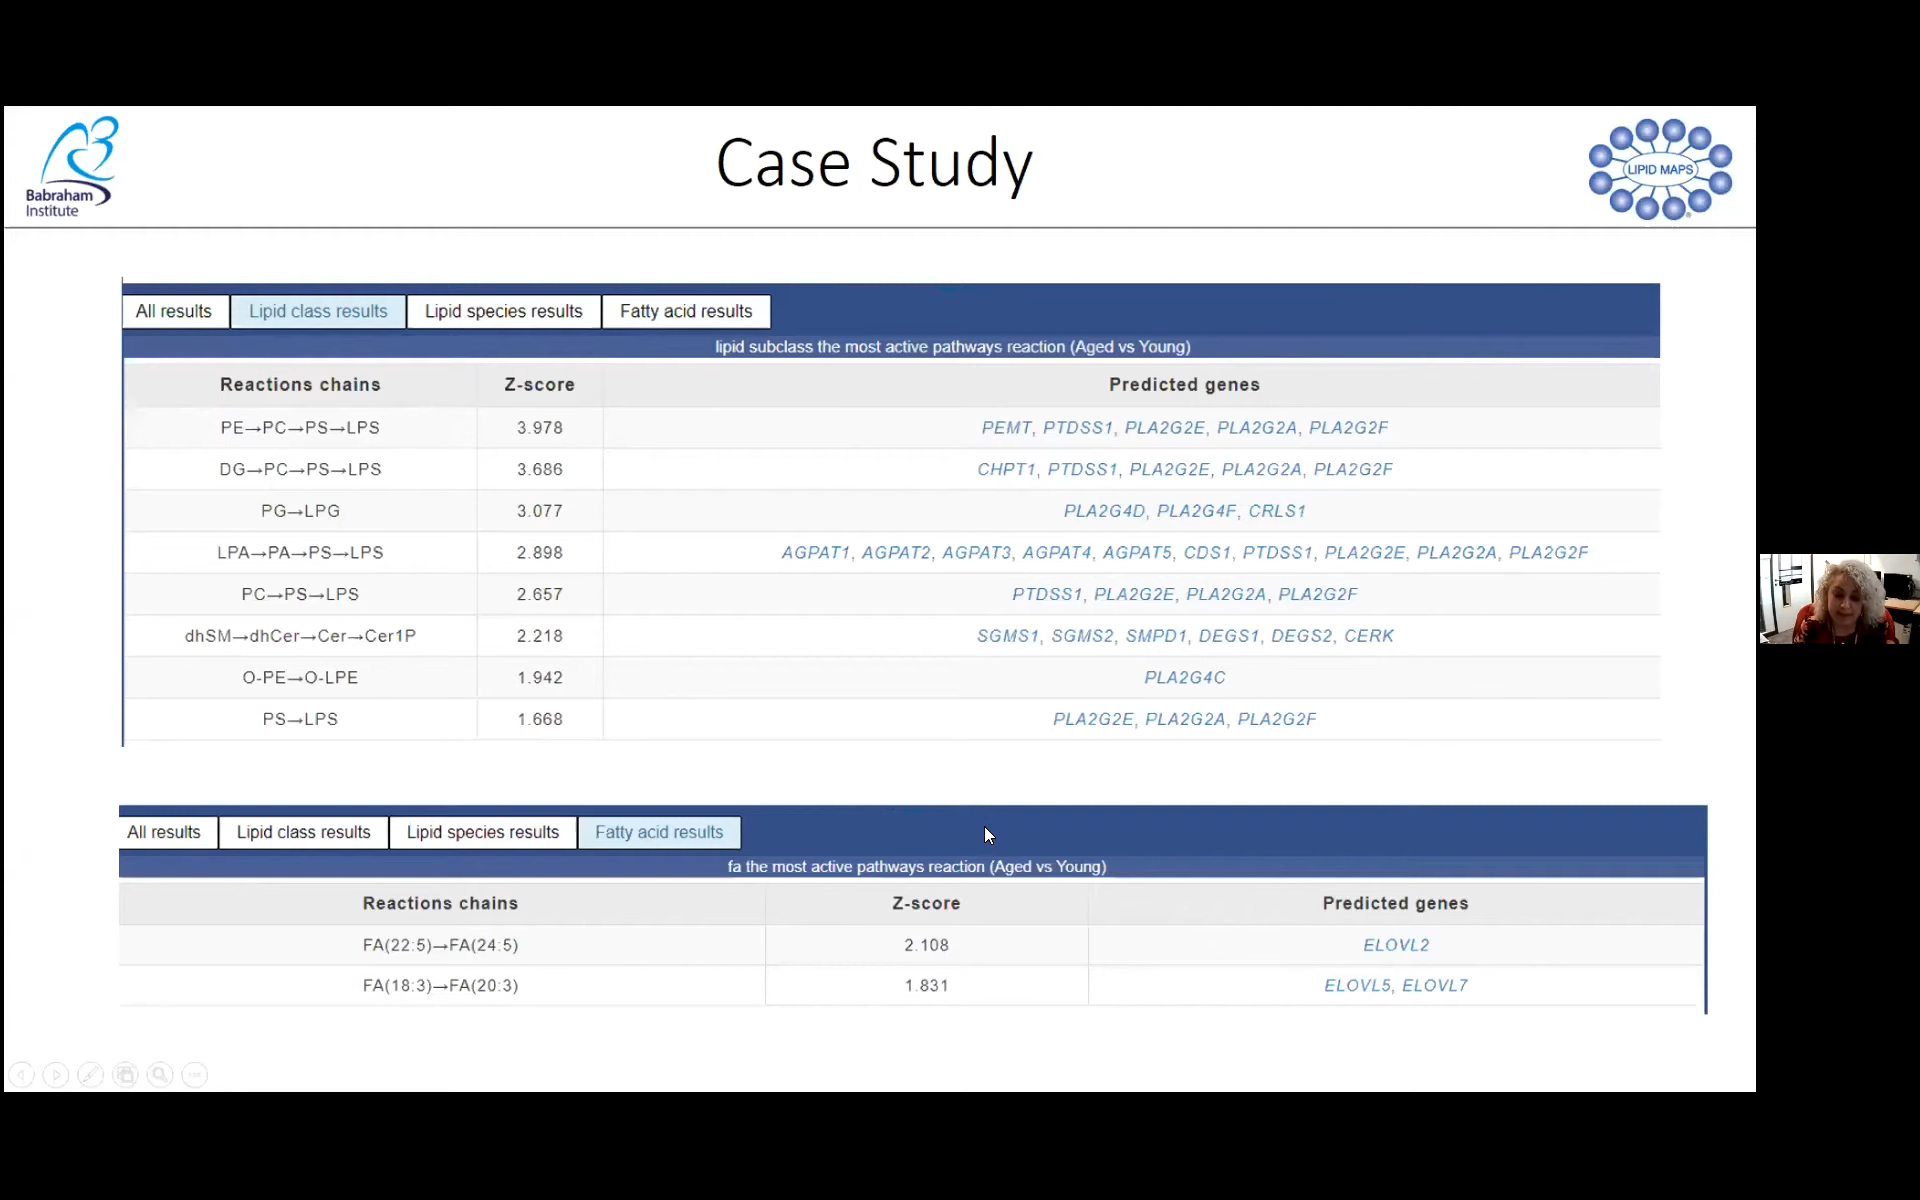 Babraham
Institute
Case Study
LIPID MAPS
All results Lipid class results Lipid species results Fatty acid results
lipid subclass the most active pathways reaction (Aged vs Young)
Reactions chains Z-score Predicted genes
PE→PC→PS→LPS 3.978 PEMT, PTDSS1, PLA2G2E, PLA2G2A, PLA2G2F
DG→PC→PS→LPS 3.686 CHPT1, PTDSS1, PLA2G2E, PLA2G2A, PLA2G2F
PG→LPG 3.077 PLA2G4D, PLA2G4F, CRLS1
LPA→PA→PS→LPS 2.898 AGPAT1, AGPAT2, AGPAT3, AGPAT4, AGPAT5, CDS1, PTDSS1, PLA2G2E, PLA2G2A, PLA2G2F
PC→PS→LPS 2.657 PTDSS1, PLA2G2E, PLA2G2A, PLA2G2F
dhSM→dhCer→Cer→Cer1P 2.218 SGMS1, SGMS2, SMPD1, DEGS1, DEGS2, CERK
O-PE→O-LPE 1.942 PLA2G4C
PS→LPS 1.668 PLA2G2E, PLA2G2A, PLA2G2F
All results Lipid class results Lipid species results Fatty acid results
fa the most active pathways reaction (Aged vs Young)
Reactions chains Z-score Predicted genes
FA(22:5)→FA(24:5) 2.108 ELOVL2
FA(18:3)→FA(20:3) 1.831 ELOVL5, ELOVL7